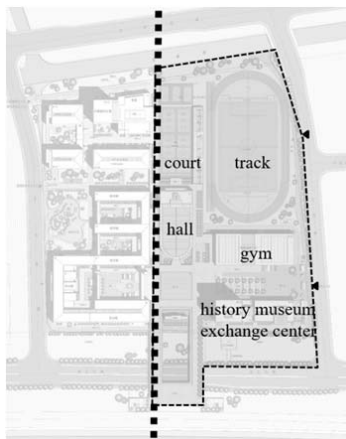 court
track
hall
gym
history museum
exchange center